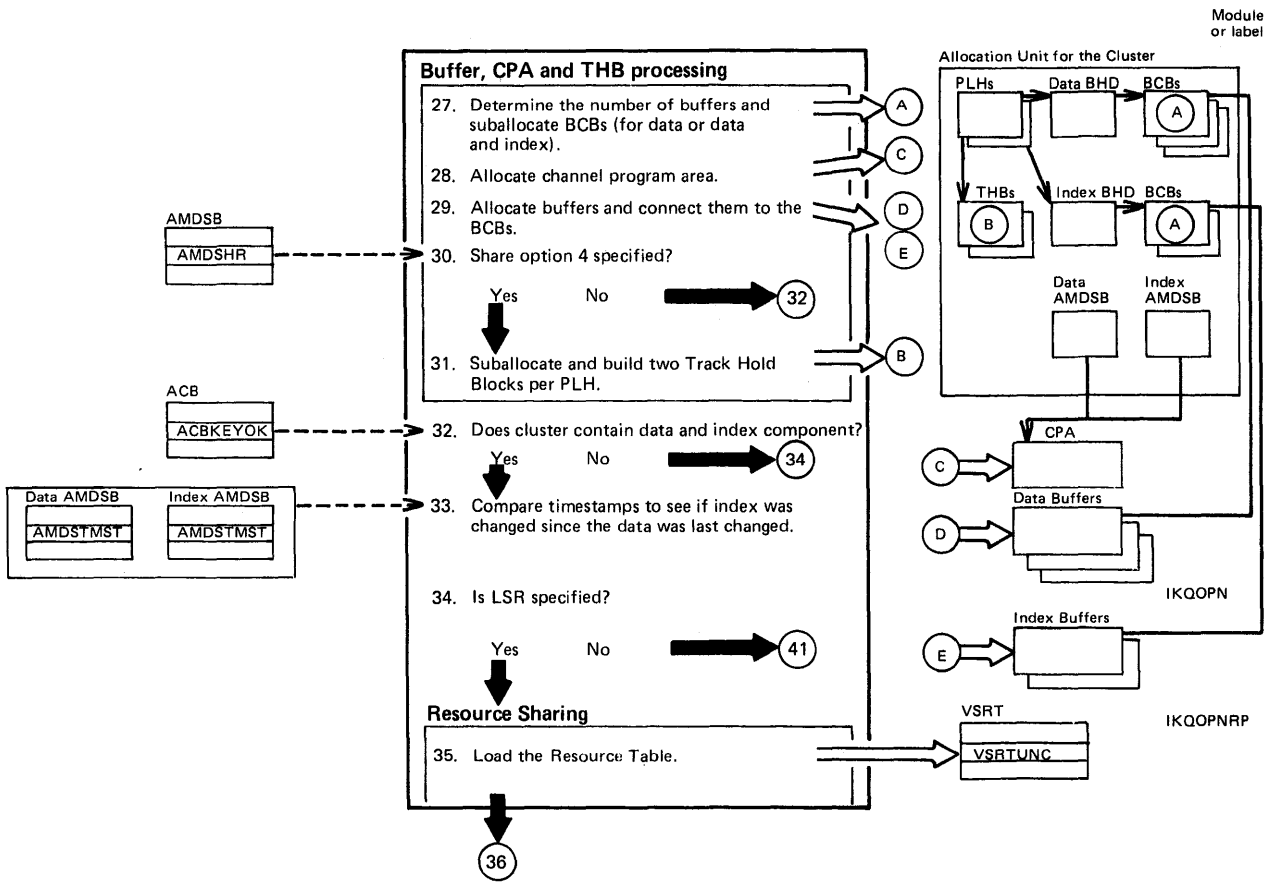 Module
or label
Buffer, CPA and THB processing
27. Determine the number of buffers and
suballocate BCBs (for data or data
and index).
28. Allocate channel program area.
29. Allocate buffers and connect them to the
BCBs.
30. Share option 4 specified?
Yes No 32
31. Suballocate and build two Track Hold
Blocks per PLH.
32. Does cluster contain data and index component?
Yes No 34
33. Compare timestamps to see if index was
changed since the data was last changed.
34. Is LSR specified?
Yes No 41
Resource Sharing
35. Load the Resource Table.
36
AMDSB
AMDSHR
ACB
ACBKEYOK
Data AMDSB Index AMDSB
AMDSTMST AMDSTMST
A
C
D
E
B
Allocation Unit for the Cluster
PLHs Data BHD BCBs
A
THBs Index BHD BCBs
B A
Data Index
AMDSB AMDSB
CPA
C
Data Buffers
D
IKQOPN
Index Buffers
E
IKQOPNRP
VSRT
VSRTUNC